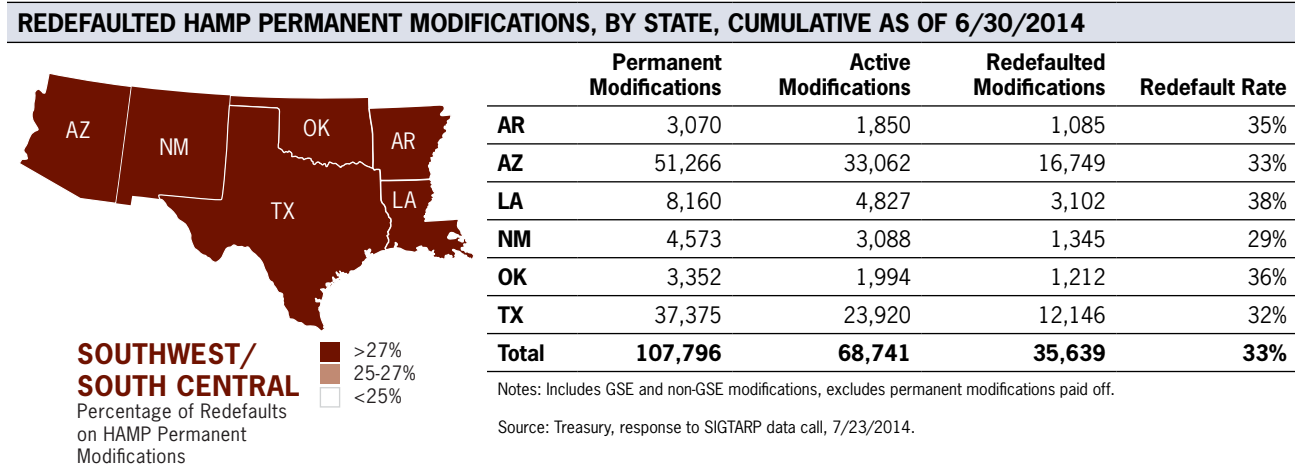 REDEFAULTED HAMP PERMANENT MODIFICATIONS, BY STATE, CUMULATIVE AS OF 6/30/2014
AZ
NM
OK
AR
TX
LA
SOUTHWEST/
SOUTH CENTRAL
Percentage of Redefaults
on HAMP Permanent
Modifications
>27%
25-27%
<25%
Permanent Modifications Active Modifications Redefaulted Modifications Redefault Rate
AR 3,070 1,850 1,085 35%
AZ 51,266 33,062 16,749 33%
LA 8,160 4,827 3,102 38%
NM 4,573 3,088 1,345 29%
OK 3,352 1,994 1,212 36%
TX 37,375 23,920 12,146 32%
Total 107,796 68,741 35,639 33%
Notes: Includes GSE and non-GSE modifications, excludes permanent modifications paid off.
Source: Treasury, response to SIGTARP data call, 7/23/2014.